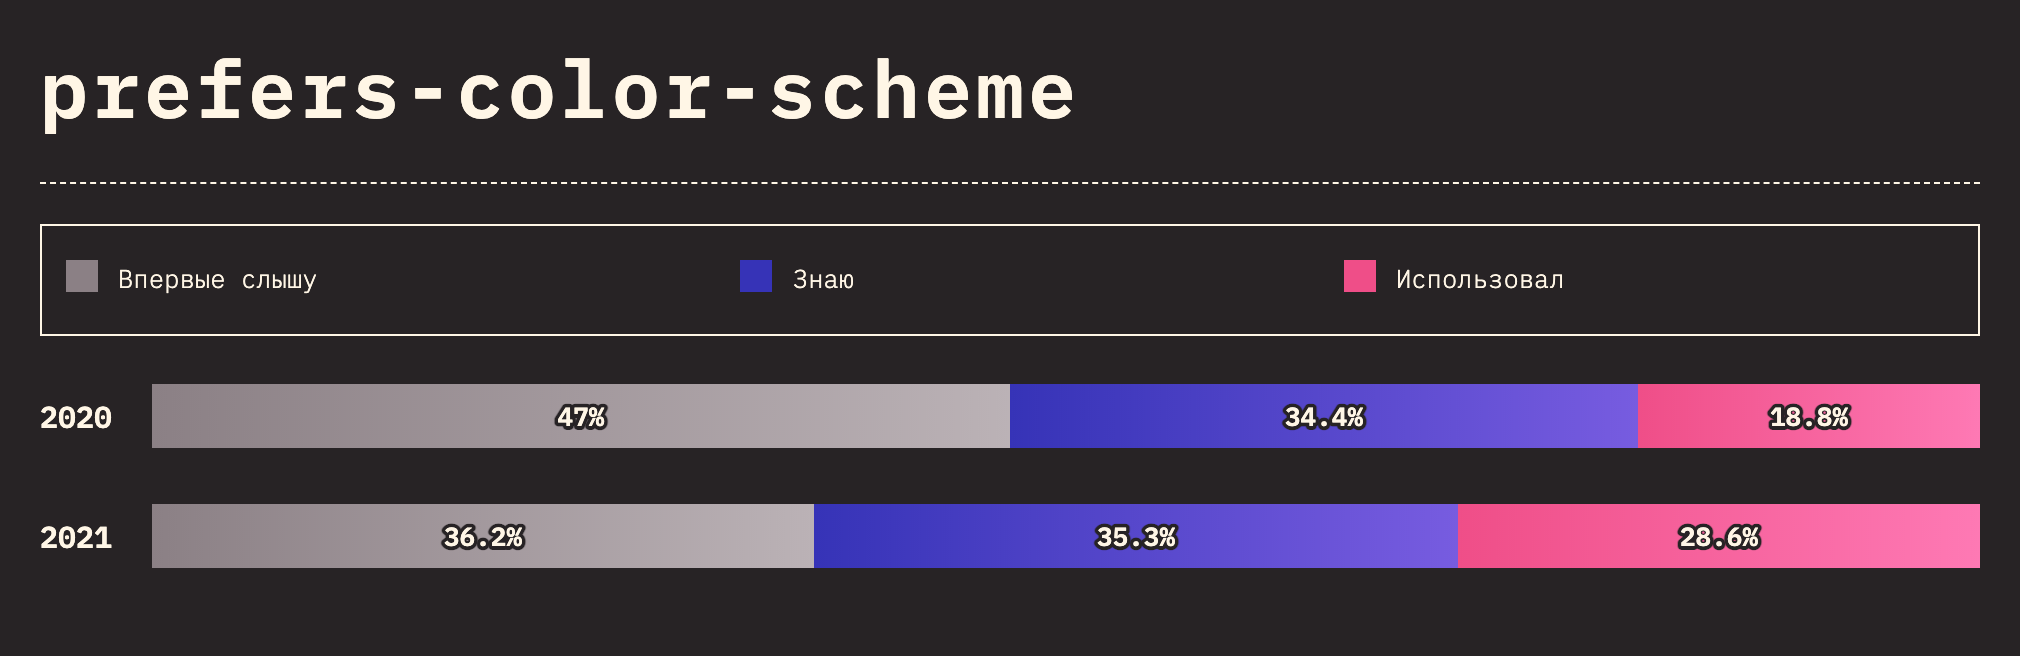 prefers-color-scheme
Впервые слышу Знаю Использовал
2020 47% 34.4% 18.8%
2021 36.2% 35.3% 28.6%